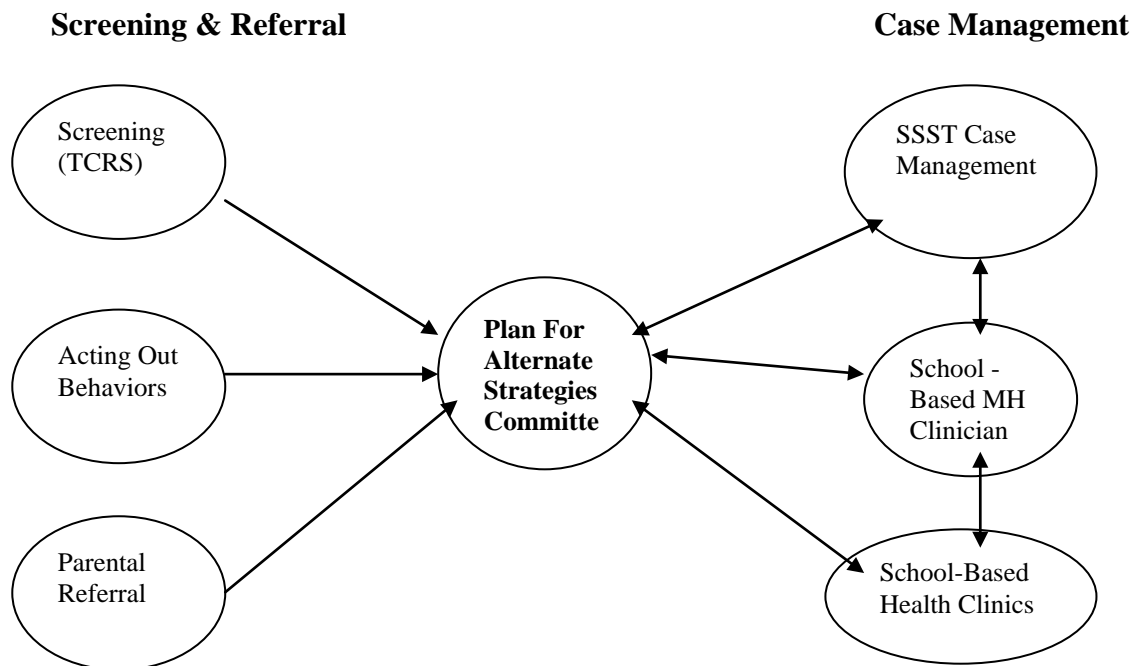 Screening & Referral
Case Management
Screening
(TCRS)
SSST Case
Management
Acting Out
Behaviors
Plan For
Alternate
Strategies
Committe
School -
Based MH
Clinician
Parental
Referral
School-Based
Health Clinics